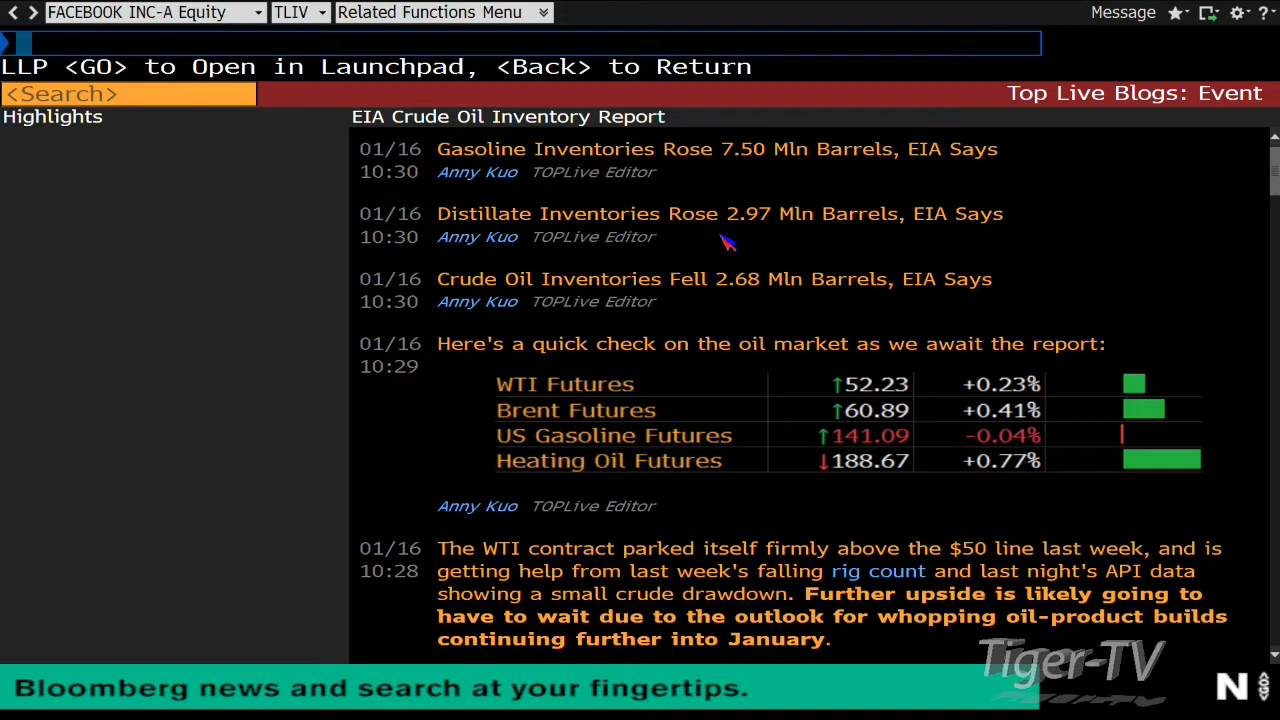 FACEBOOK INC-A Equity TLIV Related Functions Menu Message ?
LLP <GO> to Open in Launchpad, <Back> to Return
<Search> Top Live Blogs: Event
Highlights EIA Crude Oil Inventory Report
01/16 Gasoline Inventories Rose 7.50 Mln Barrels, EIA Says
10:30 Anny Kuo TOPLive Editor
01/16 Distillate Inventories Rose 2.97 Mln Barrels, EIA Says
10:30 Anny Kuo TOPLive Editor
01/16 Crude Oil Inventories Fell 2.68 Mln Barrels, EIA Says
10:30 Anny Kuo TOPLive Editor
01/16 Here's a quick check on the oil market as we await the report:
10:29
WTI Futures ↑52.23 +0.23%
Brent Futures ↑60.89 +0.41%
US Gasoline Futures ↑141.09 -0.04%
Heating Oil Futures ↓188.67 +0.77%
Anny Kuo TOPLive Editor
01/16 The WTI contract parked itself firmly above the $50 line last week, and is
10:28 getting help from last week's falling rig count and last night's API data
showing a small crude drawdown. Further upside is likely going to
have to wait due to the outlook for whopping oil-product builds
continuing further into January.
Tiger-TV
Bloomberg news and search at your fingertips. N